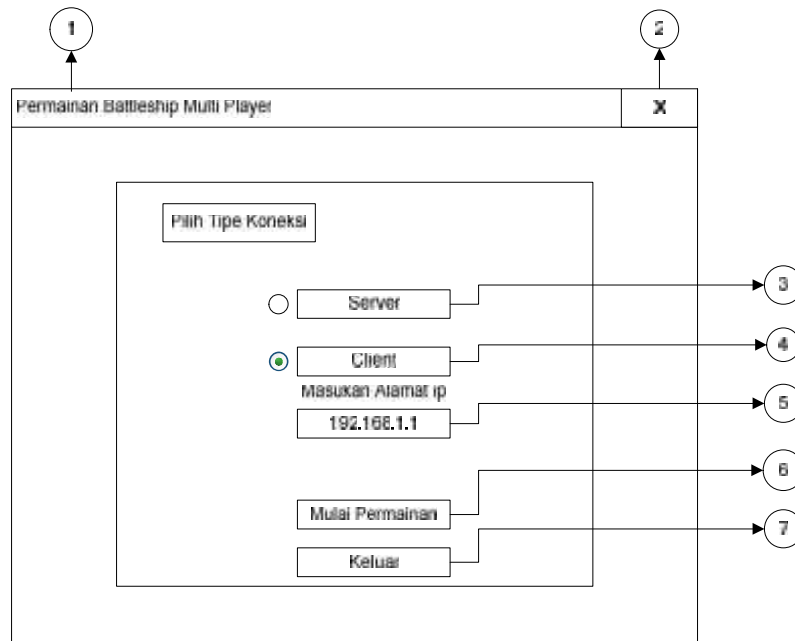 1
2
Permainan Battleship Multi Player
X
Pilih Tipe Koneksi
Server
3
Client
4
Masukan Alamat ip
192.168.1.1
5
Mulai Permainan
6
Keluar
7